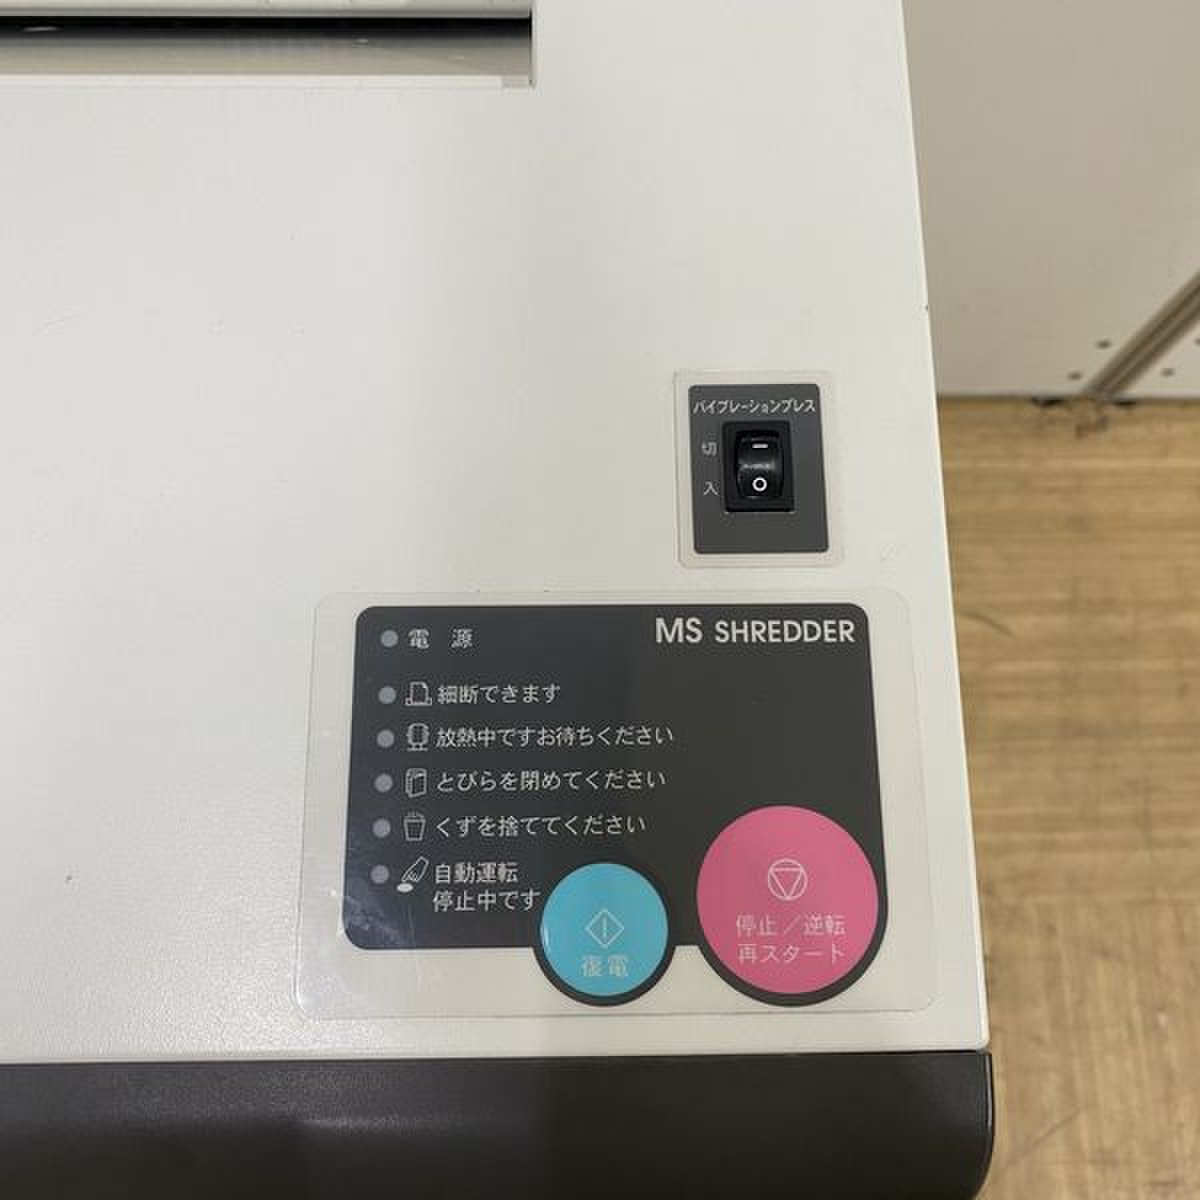 バイブレーションプレス
切
入
MS SHREDDER
電 源
細断できます
放熱中ですお待ちください
とびらを閉めてください
くずを捨ててください
自動運転
停止中です
復電
停止／逆転
再スタート